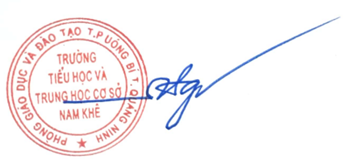 PHÒNG GIÁO DỤC VÀ ĐÀO TẠO T.P UÔNG BÍ T. QUẢNG NINH
TRƯỜNG
TIỂU HỌC VÀ
TRUNG HỌC CƠ SỞ
NAM KHÊ